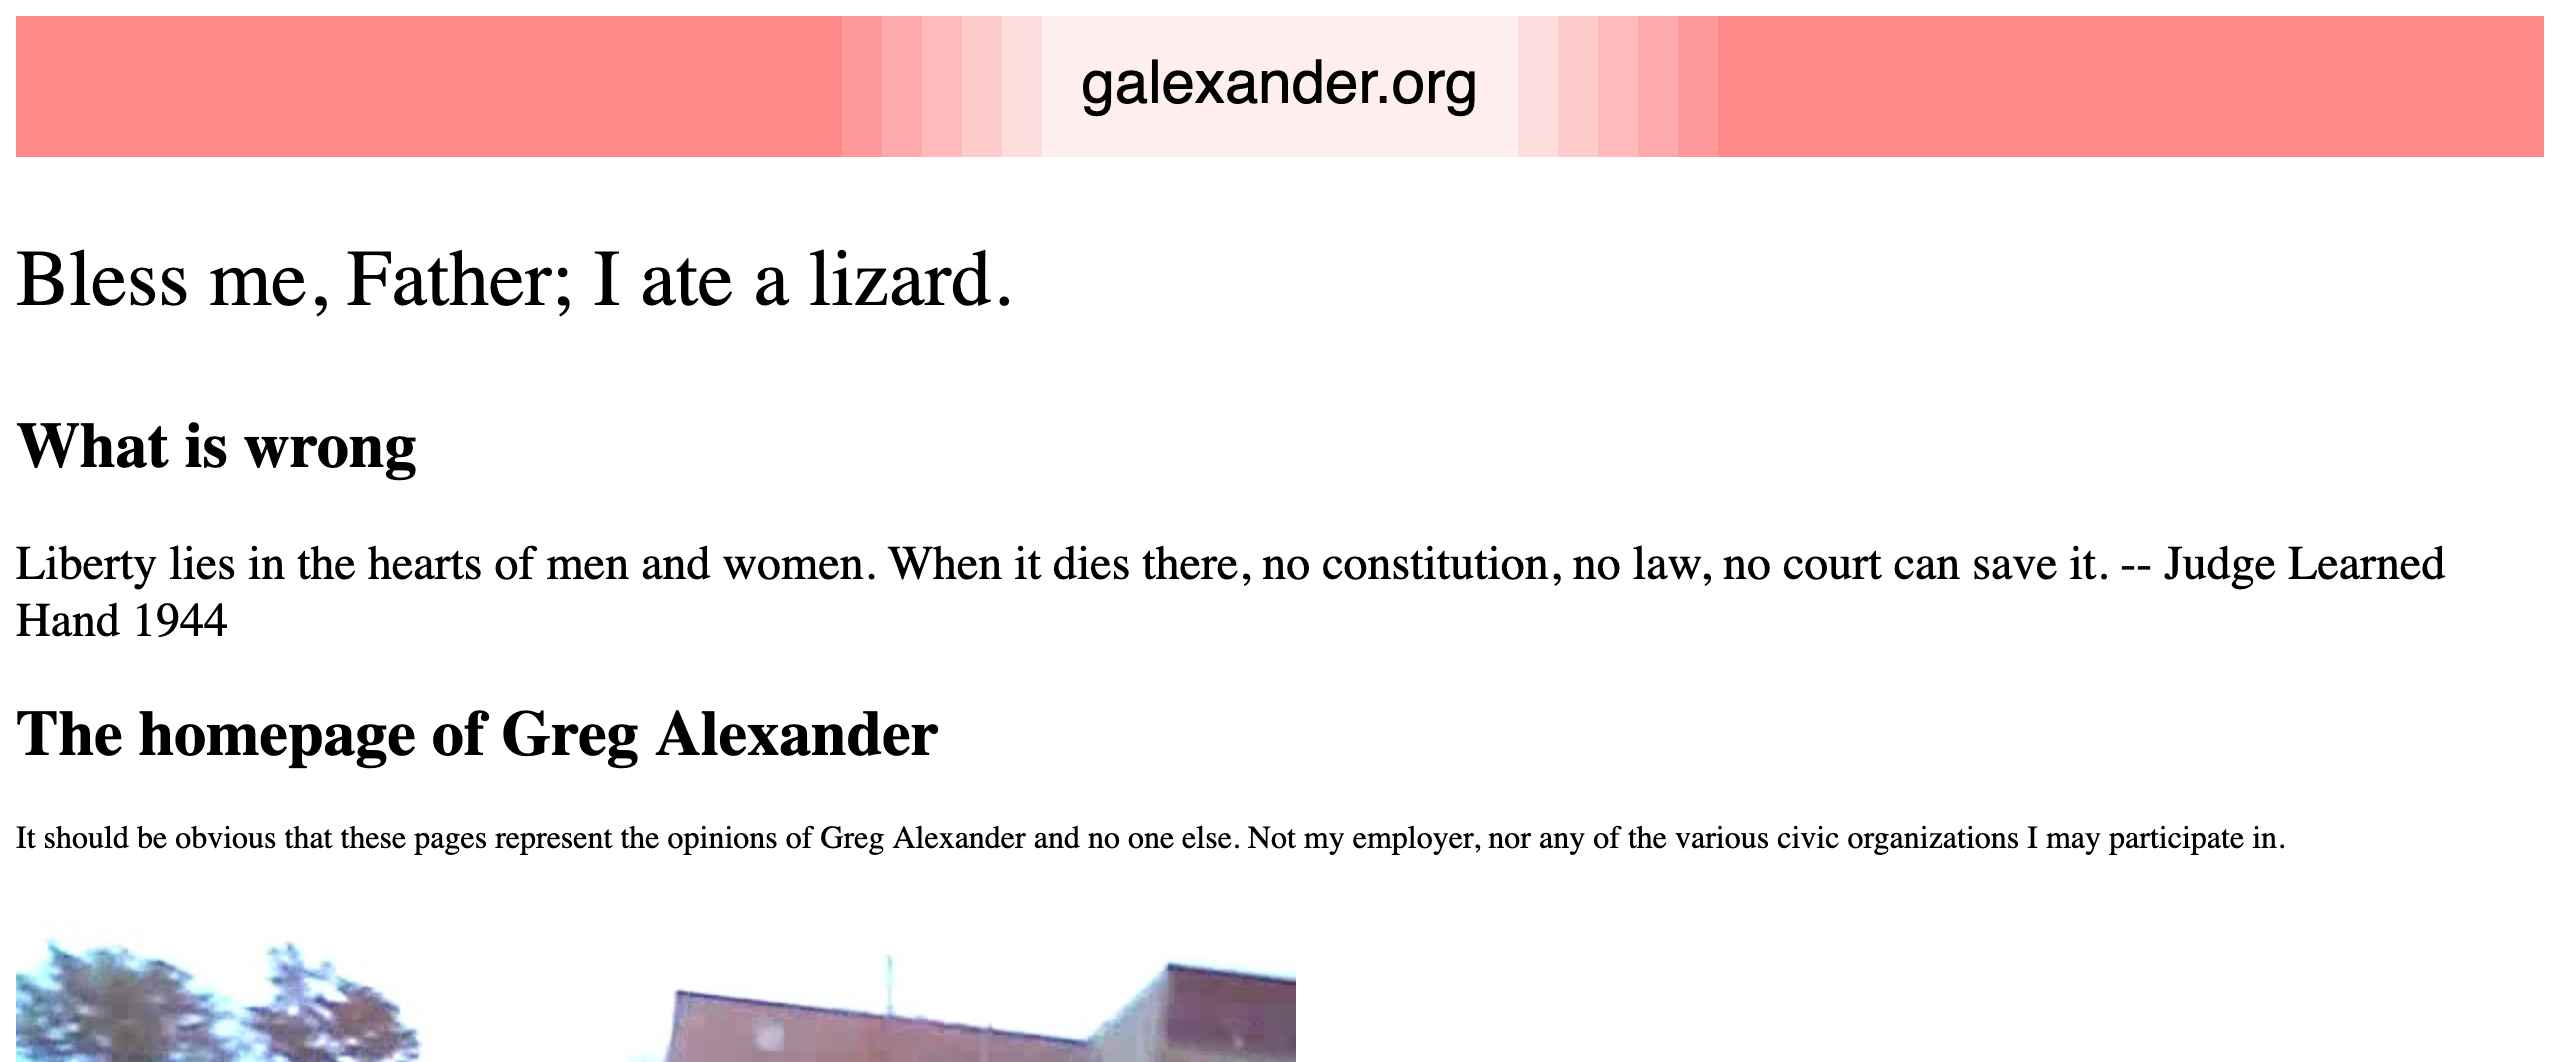 galexander.org
Bless me, Father; I ate a lizard.
What is wrong
Liberty lies in the hearts of men and women. When it dies there, no constitution, no law, no court can save it. -- Judge Learned
Hand 1944
The homepage of Greg Alexander
It should be obvious that these pages represent the opinions of Greg Alexander and no one else. Not my employer, nor any of the various civic organizations I may participate in.